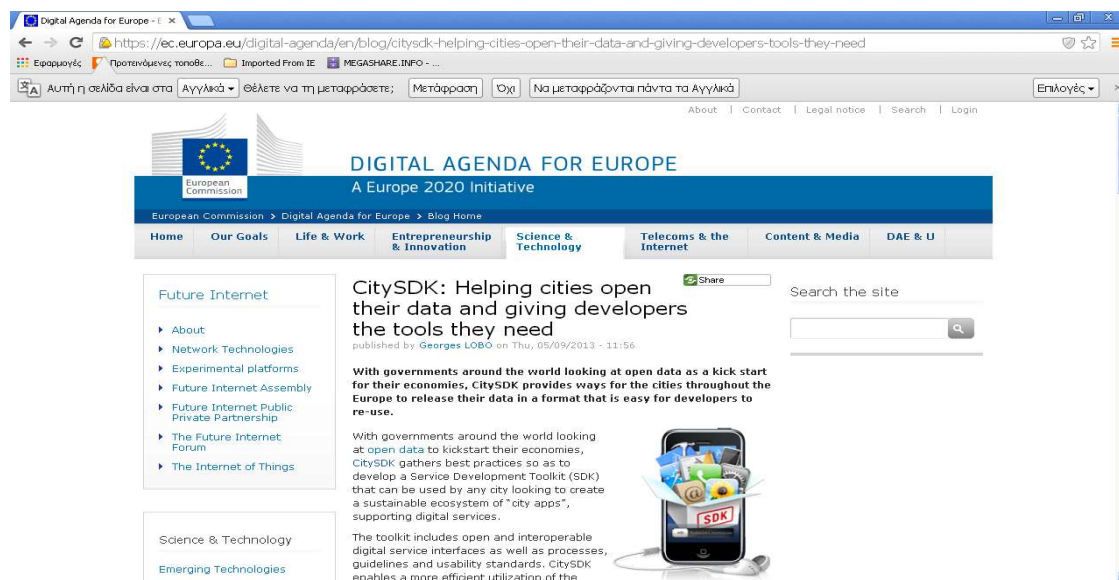 Digital Agenda for Europe - E
https://ec.europa.eu/digital-agenda/en/blog/citysdk-helping-cities-open-their-data-and-giving-developers-tools-they-need
Εφαρμογές Προτεινόμενες τοποθε... Imported From IE MEGASHARE.INFO - ...
Αυτή η σελίδα είναι στα Αγγλικά Θέλετε να τη μεταφράσετε; Μετάφραση Όχι Να μεταφράζονται πάντα τα Αγγλικά Επιλογές
About | Contact | Legal notice | Search | Login
European
Commission
DIGITAL AGENDA FOR EUROPE
A Europe 2020 Initiative
European Commission > Digital Agenda for Europe > Blog Home
Home Our Goals Life & Work Entrepreneurship & Innovation Science & Technology Telecoms & the Internet Content & Media DAE & U
Future Internet
About
Network Technologies
Experimental platforms
Future Internet Assembly
Future Internet Public
Private Partnership
The Future Internet
Forum
The Internet of Things
Science & Technology
Emerging Technologies
CitySDK: Helping cities open
their data and giving developers
the tools they need
Share
published by Georges LOBO on Thu, 05/09/2013 - 11:56
With governments around the world looking at open data as a kick start
for their economies, CitySDK provides ways for the cities throughout the
Europe to release their data in a format that is easy for developers to
re-use.
With governments around the world looking
at open data to kickstart their economies,
CitySDK gathers best practices so as to
develop a Service Development Toolkit (SDK)
that can be used by any city looking to create
a sustainable ecosystem of "city apps",
supporting digital services.
The toolkit includes open and interoperable
digital service interfaces as well as processes,
guidelines and usability standards. CitySDK
enables a more efficient utilization of the
SDK
Search the site